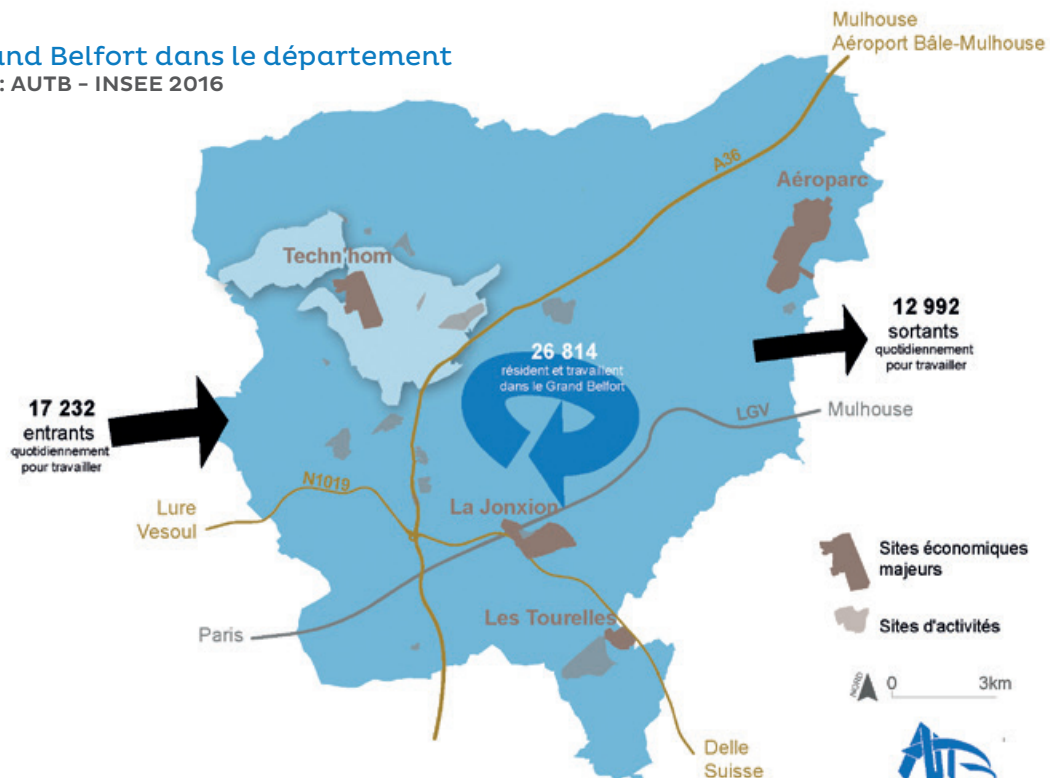 and Belfort dans le département
: AUTB - INSEE 2016
Mulhouse
Aéroport Bâle-Mulhouse
A36
Aéroparc
Techn'hom
12 992
sortants
quotidiennement
pour travailler
26 814
résident et travaillent
dans le Grand Belfort
17 232
entrants
quotidiennement
pour travailler
LGV
Mulhouse
N1019
La Jonxion
Lure
Vesoul
Sites économiques
majeurs
Les Tourelles
Paris
Sites d'activités
NORD
0 3km
Delle
Suisse
AUTB